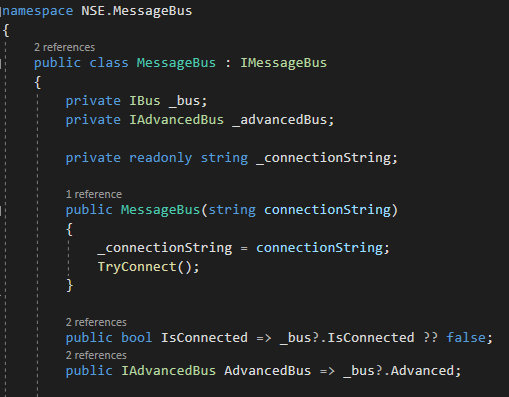 namespace NSE.MessageBus
{
2 references
public class MessageBus : IMessageBus
{
private IBus _bus;
private IAdvancedBus _advancedBus;
private readonly string _connectionString;
1 reference
public MessageBus(string connectionString)
{
_connectionString = connectionString;
TryConnect();
}
2 references
public bool IsConnected => _bus?.IsConnected ?? false;
2 references
public IAdvancedBus AdvancedBus => _bus?.Advanced;